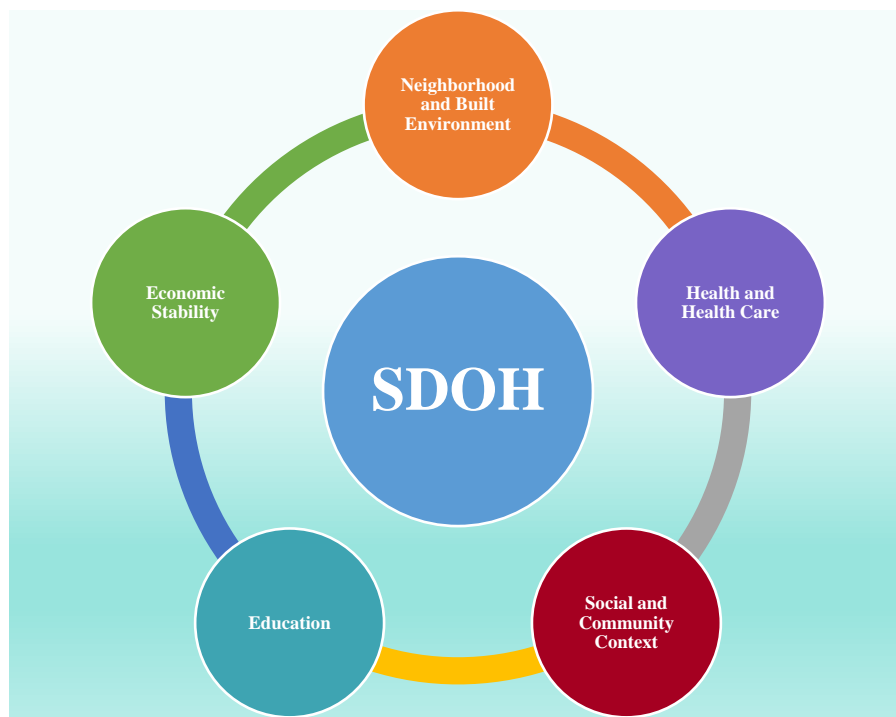 Neighborhood
and Built
Environment
Economic
Stability
Health and
Health Care
SDOH
Education
Social and
Community
Context